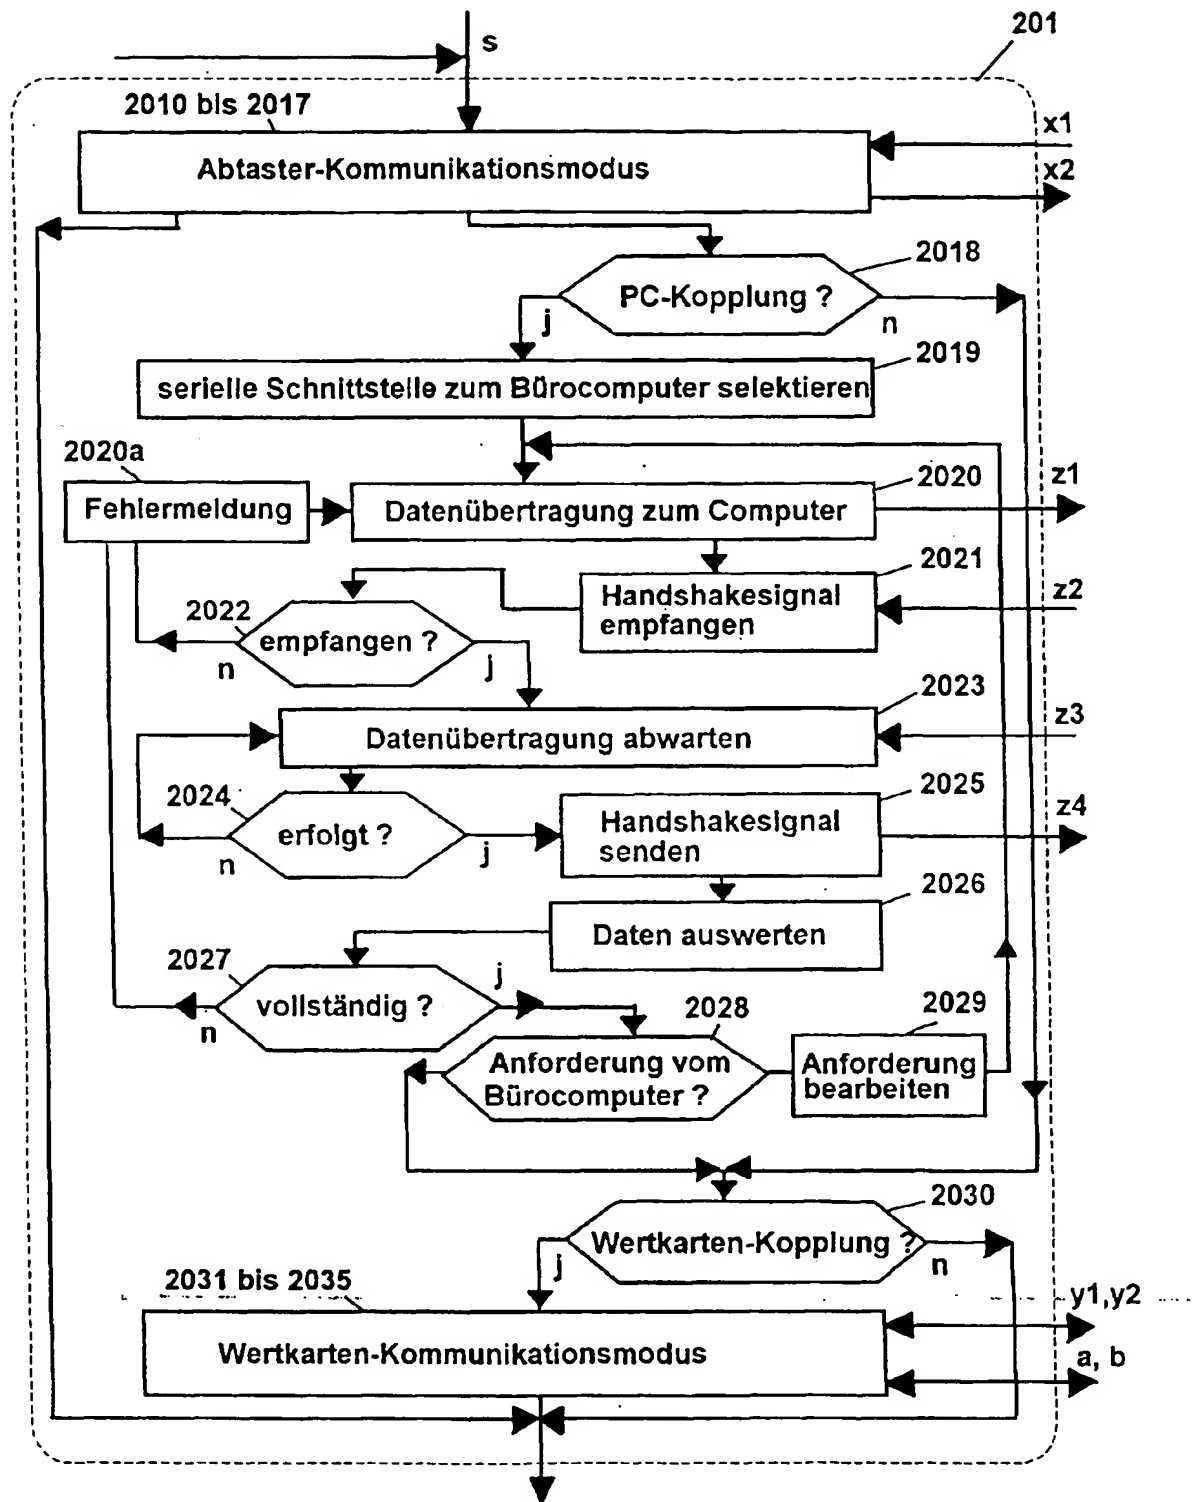 201
s
2010 bis 2017
x1
Abtaster-Kommunikationsmodus
x2
2018
PC-Kopplung ?
j
n
2019
serielle Schnittstelle zum Bürocomputer selektieren
2020a
2020
z1
Fehlermeldung
Datenübertragung zum Computer
2021
Handshakesignal
empfangen
z2
2022
empfangen ?
n
j
2023
z3
Datenübertragung abwarten
2024
2025
z4
erfolgt ?
Handshakesignal
senden
n
j
2026
Daten auswerten
2027
j
vollständig ?
n
2028
2029
Anforderung vom
Bürocomputer ?
Anforderung
bearbeiten
2030
Wertkarten-Kopplung ?
j
n
2031 bis 2035
y1,y2
Wertkarten-Kommunikationsmodus
a, b